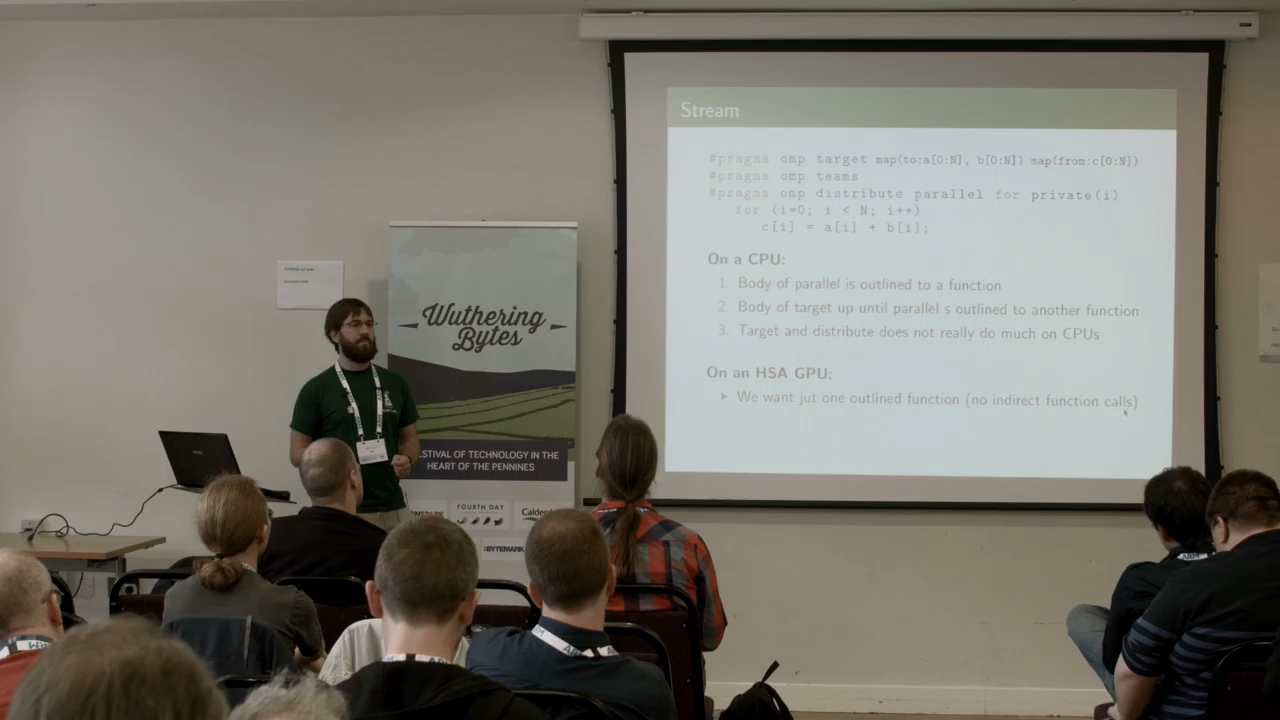 Stream
#pragma omp target map(to:a[0:N], b[0:N]) map(from:c[0:N])
#pragma omp teams
#pragma omp distribute parallel for private(i)
for (i=0; i < N; i++)
c[i] = a[i] + b[i];
On a CPU:
1. Body of parallel is outlined to a function
2. Body of target up until parallel s outlined to another function
3. Target and distribute does not really do much on CPUs
On an HSA GPU:
▶ We want jut one outlined function (no indirect function calls)
Wuthering
Bytes
ESTIVAL OF TECHNOLOGY IN THE
HEART OF THE PENNINES
FOURTH DAY
Calder
BYTEMARK
ARM